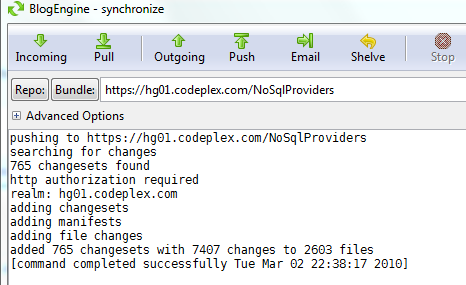 BlogEngine - synchronize
Incoming Pull Outgoing Push Email Shelve Stop
Repo: Bundle: https://hg01.codeplex.com/NoSqlProviders
Advanced Options
pushing to https://hg01.codeplex.com/NoSqlProviders
searching for changes
765 changesets found
http authorization required
realm: hg01.codeplex.com
adding changesets
adding manifests
adding file changes
added 765 changesets with 7407 changes to 2603 files
[command completed successfully Tue Mar 02 22:38:17 2010]